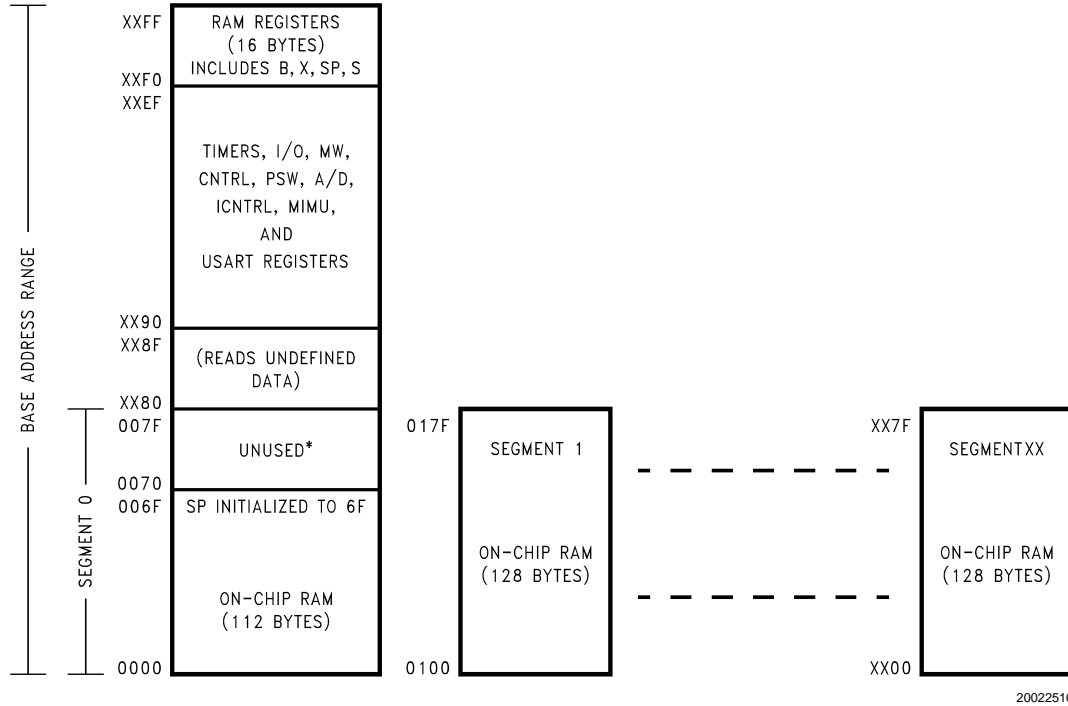 XXFF
RAM REGISTERS
(16 BYTES)
INCLUDES B, X, SP, S
XXF0
XXEF
TIMERS, I/O, MW,
CNTRL, PSW, A/D,
ICNTRL, MIMU,
AND
USART REGISTERS
BASE ADDRESS RANGE
XX90
XX8F
(READS UNDEFINED
DATA)
XX80
007F
UNUSED*
0070
006F
SP INITIALIZED TO 6F
SEGMENT 0
ON-CHIP RAM
(112 BYTES)
0000
017F
SEGMENT 1
ON-CHIP RAM
(128 BYTES)
0100
XX7F
SEGMENTXX
ON-CHIP RAM
(128 BYTES)
XX00